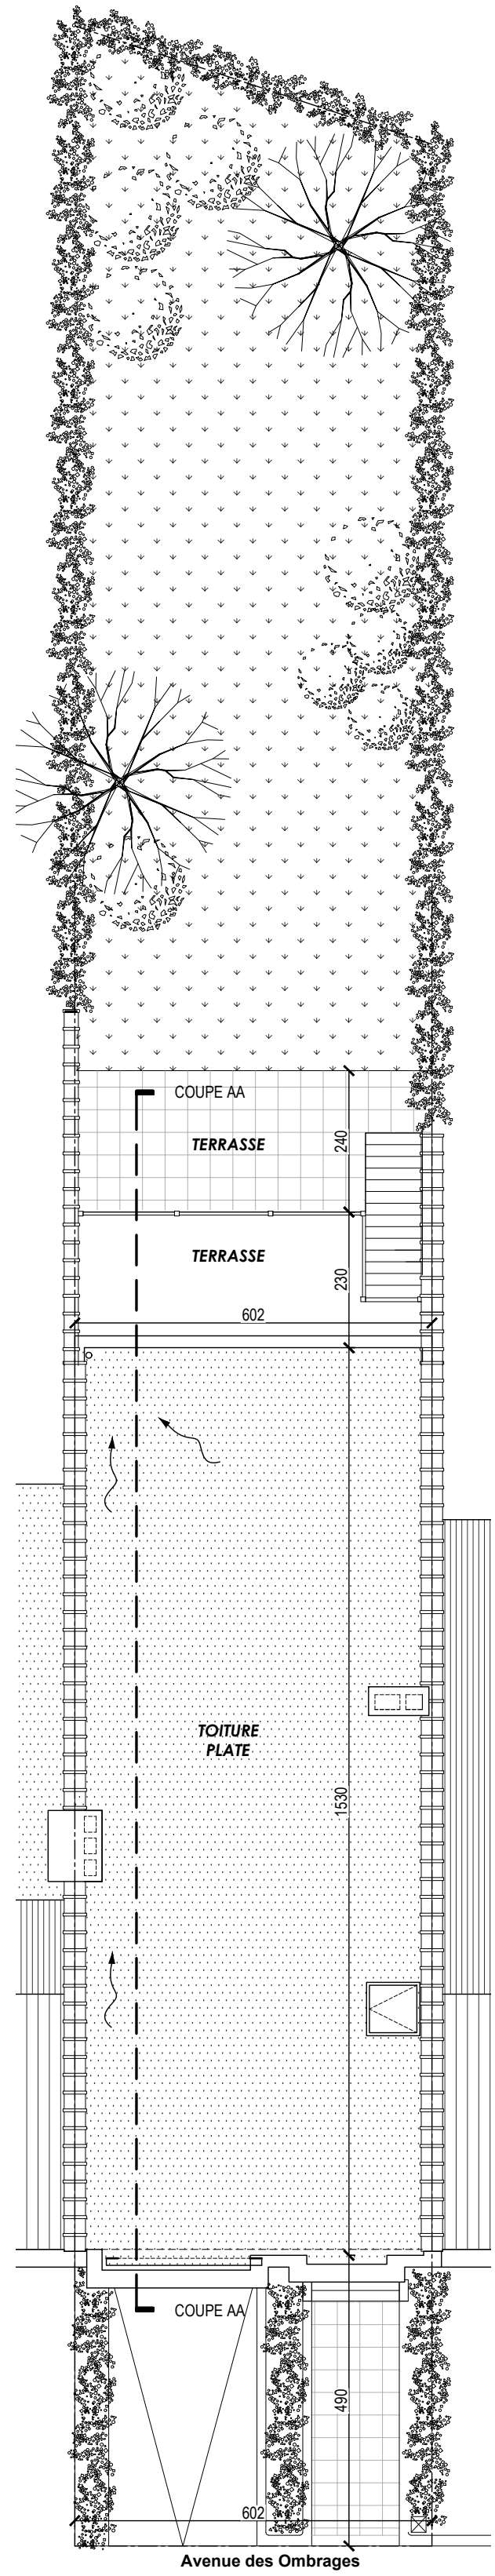 COUPE AA
TERRASSE
240
TERRASSE
230
602
TOITURE
PLATE
1530
COUPE AA
490
602
Avenue des Ombrages